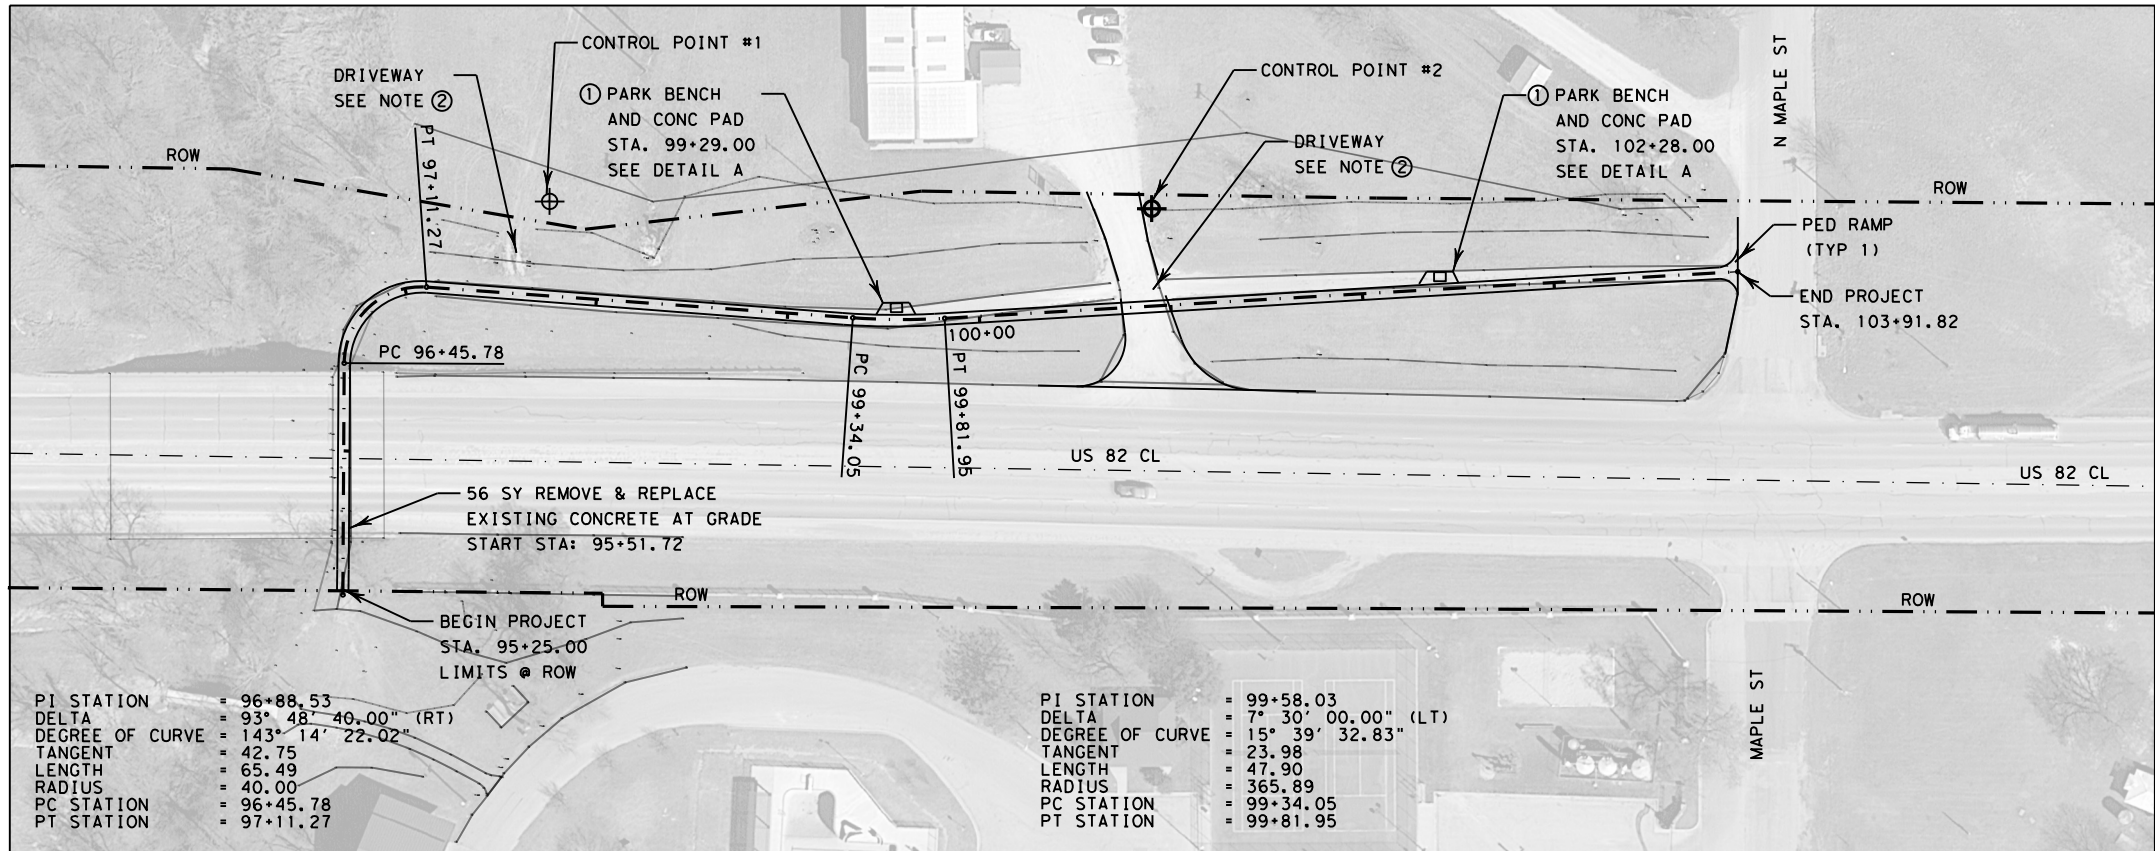 CONTROL POINT #1
DRIVEWAY
SEE NOTE ②
① PARK BENCH
AND CONC PAD
STA. 99+29.00
SEE DETAIL A
CONTROL POINT #2
DRIVEWAY
SEE NOTE ②
① PARK BENCH
AND CONC PAD
STA. 102+28.00
SEE DETAIL A
N MAPLE ST
ROW
ROW
PT 97+11.27
PED RAMP
(TYP 1)
END PROJECT
STA. 103+91.82
PC 96+45.78
100+00
PC 99+34.05
PT 99+81.95
US 82 CL
US 82 CL
56 SY REMOVE & REPLACE
EXISTING CONCRETE AT GRADE
START STA: 95+51.72
ROW
ROW
BEGIN PROJECT
STA. 95+25.00
LIMITS @ ROW
MAPLE ST
PI STATION = 96+88.53
DELTA = 93° 48' 40.00" (RT)
DEGREE OF CURVE = 143° 14' 22.02"
TANGENT = 42.75
LENGTH = 65.49
RADIUS = 40.00
PC STATION = 96+45.78
PT STATION = 97+11.27
PI STATION = 99+58.03
DELTA = 7° 30' 00.00" (LT)
DEGREE OF CURVE = 15° 39' 32.83"
TANGENT = 23.98
LENGTH = 47.90
RADIUS = 365.89
PC STATION = 99+34.05
PT STATION = 99+81.95